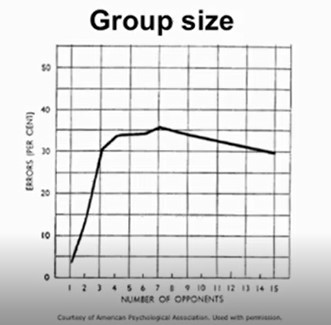 Group size
ERRORS (PER CENT)
50
40
30
20
10
0
1 2 3 4 5 6 7 8 9 10 11 12 13 14 15
NUMBER OF OPPONENTS
Courtesy of American Psychological Association. Used with permission.